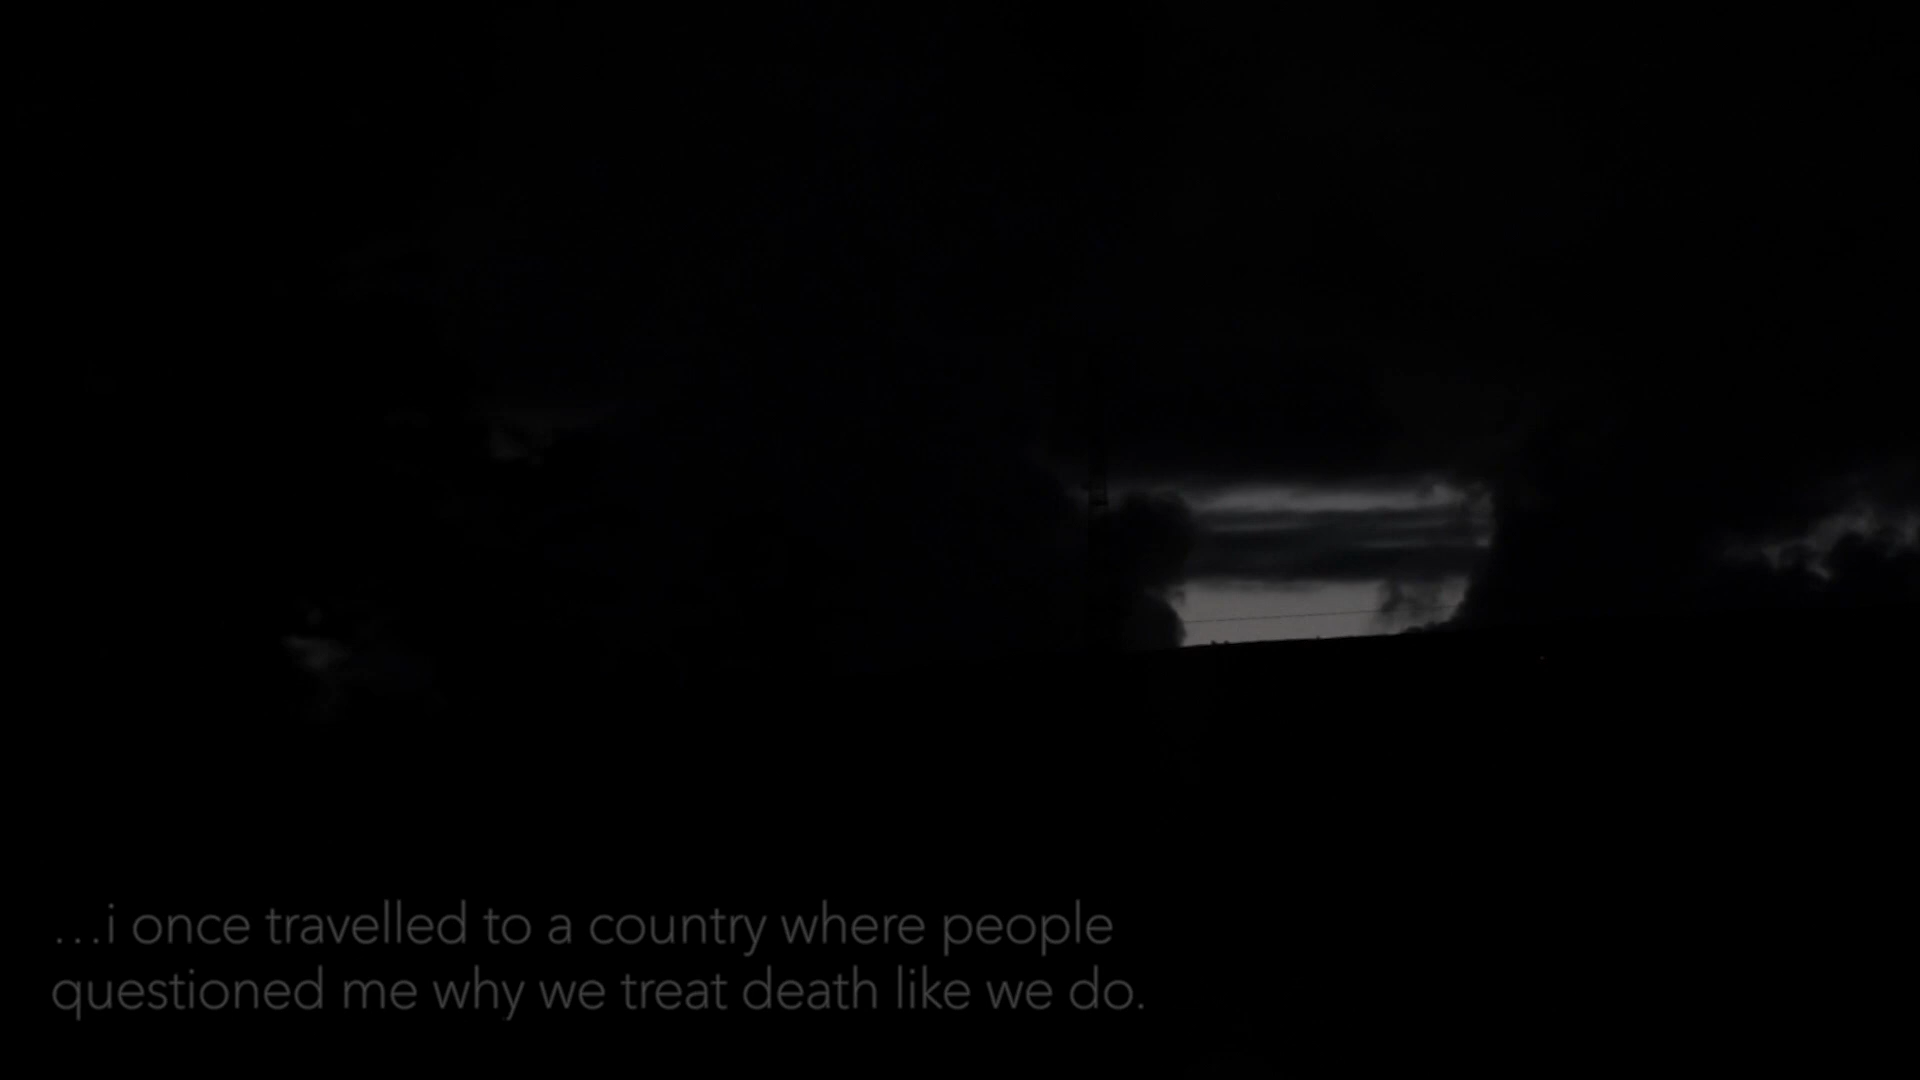 …i once travelled to a country where people
questioned me why we treat death like we do.